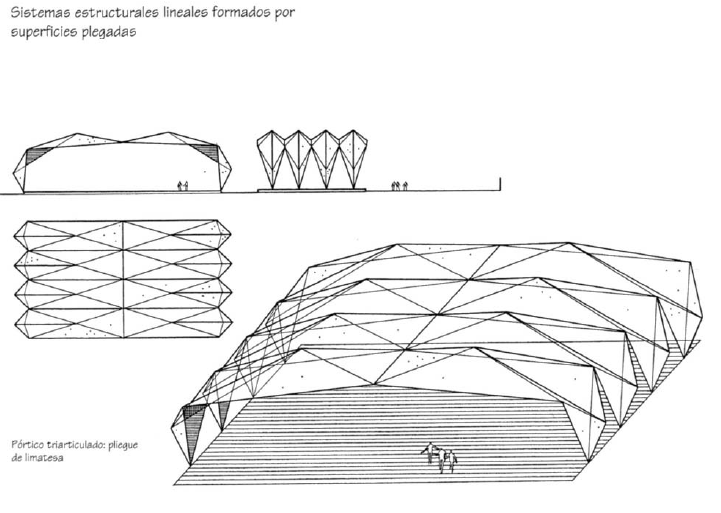 Sistemas estructurales lineales formados por
superficies plegadas
Pórtico triarticulado: pliegue
de limatesa